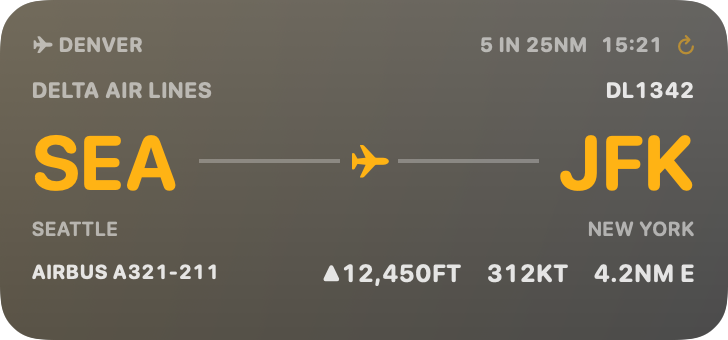 DENVER 5 IN 25NM 15:21
DELTA AIR LINES DL1342
SEA JFK
SEATTLE NEW YORK
AIRBUS A321-211 ▲12,450FT 312KT 4.2NM E